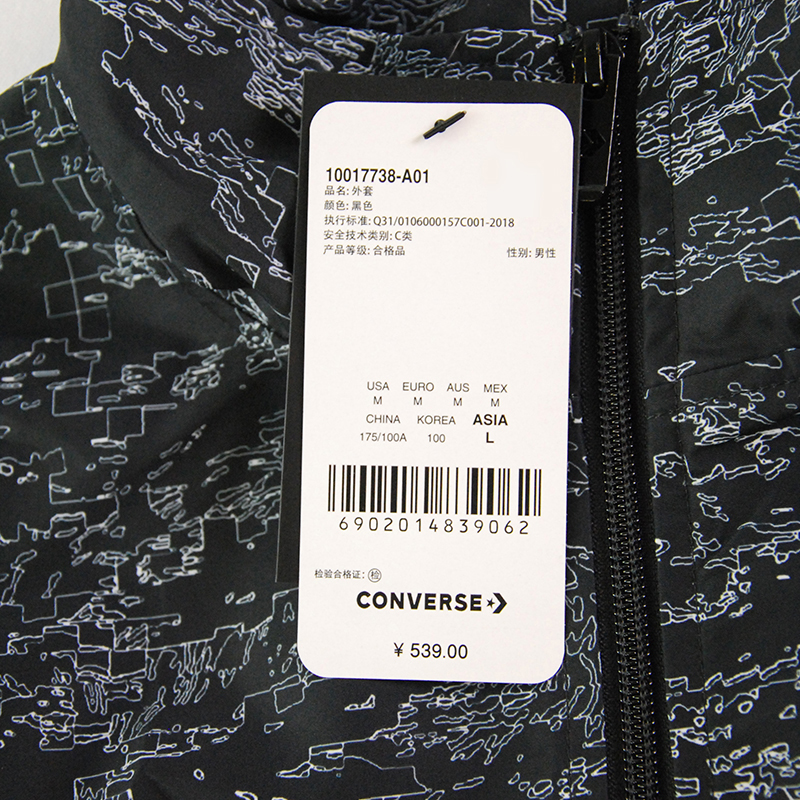 10017738-A01
品名: 外套
颜色: 黑色
执行标准: Q31/0106000157C001-2018
安全技术类别: C类
产品等级: 合格品 性别: 男性
USA EURO AUS MEX
M M M M
CHINA KOREA ASIA
175/100A 100 L
6902014839062
检验合格证: 检
CONVERSE
¥ 539.00